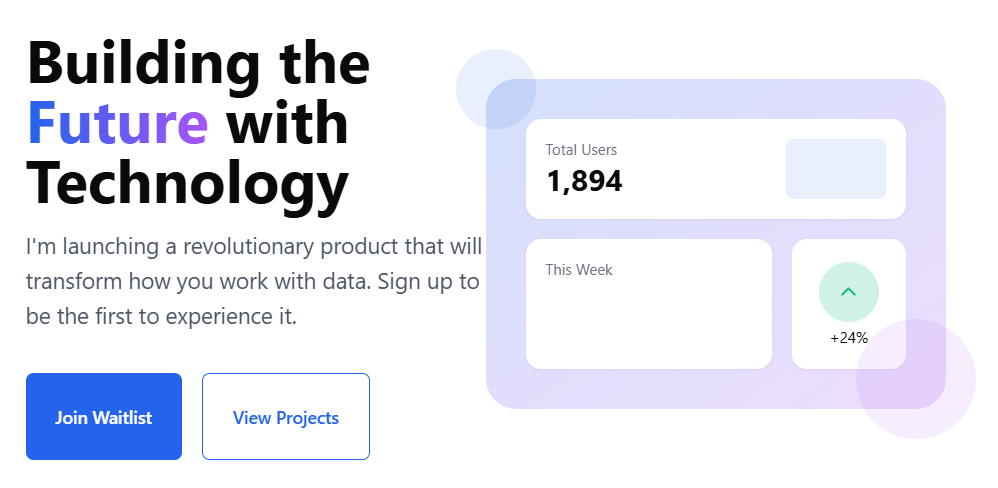 Building the
Future with
Technology
I'm launching a revolutionary product that will
transform how you work with data. Sign up to
be the first to experience it.
Join Waitlist
View Projects
Total Users
1,894
This Week
+24%